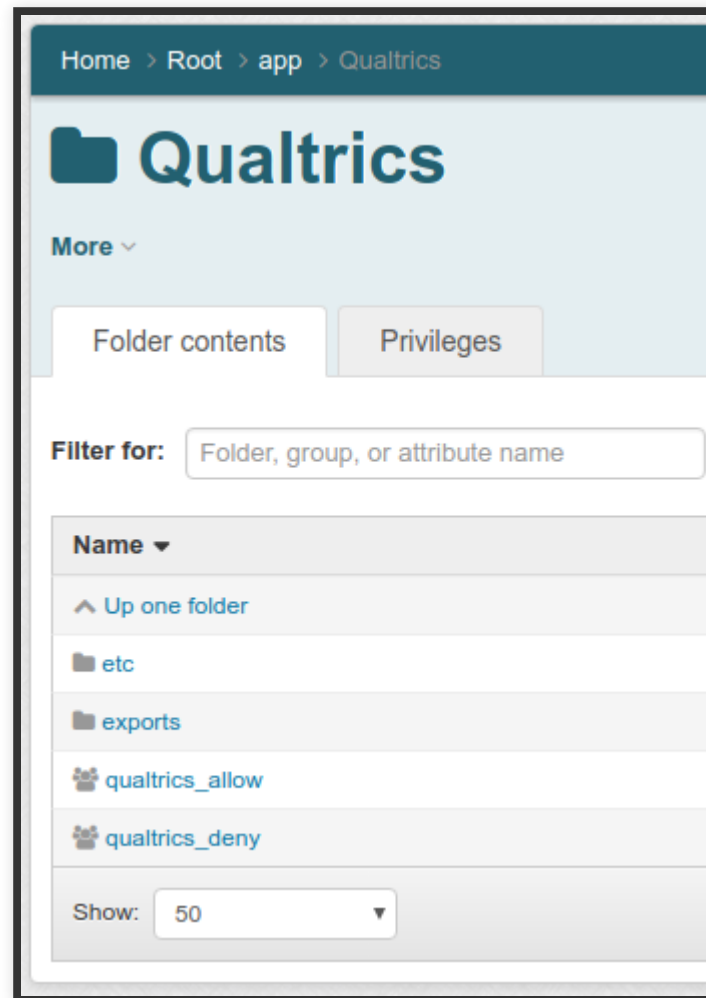 Home > Root > app > Qualtrics
Qualtrics
More
Folder contents Privileges
Filter for: Folder, group, or attribute name
Name
Up one folder
etc
exports
qualtrics_allow
qualtrics_deny
Show: 50